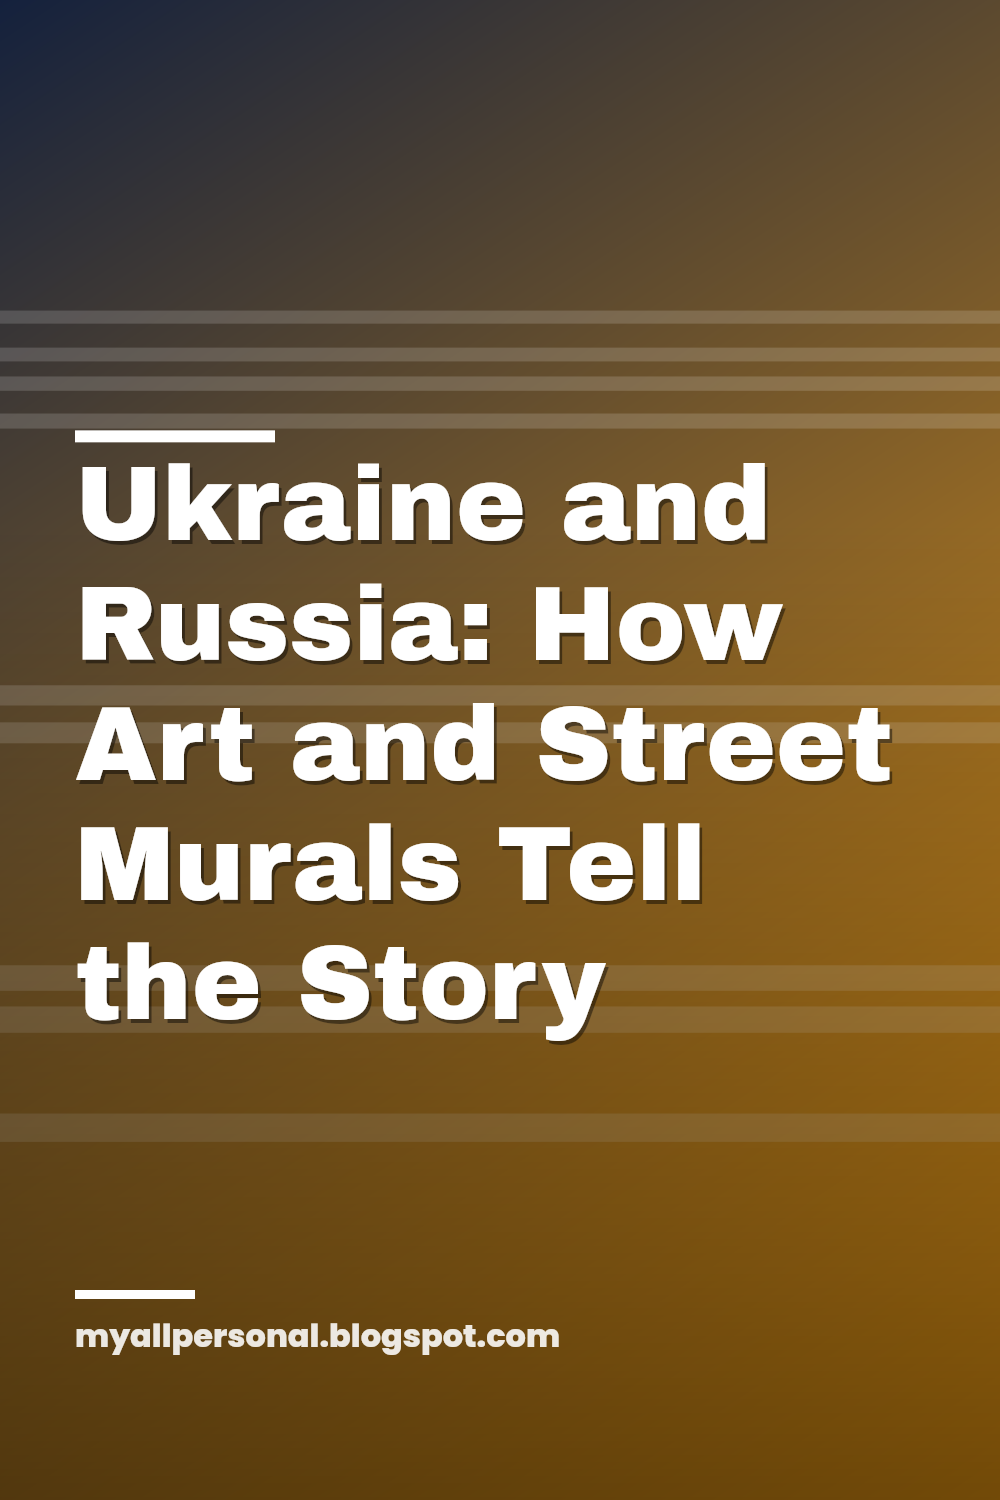 Ukraine and
Russia: How
Art and Street
Murals Tell
the Story
myallpersonal.blogspot.com